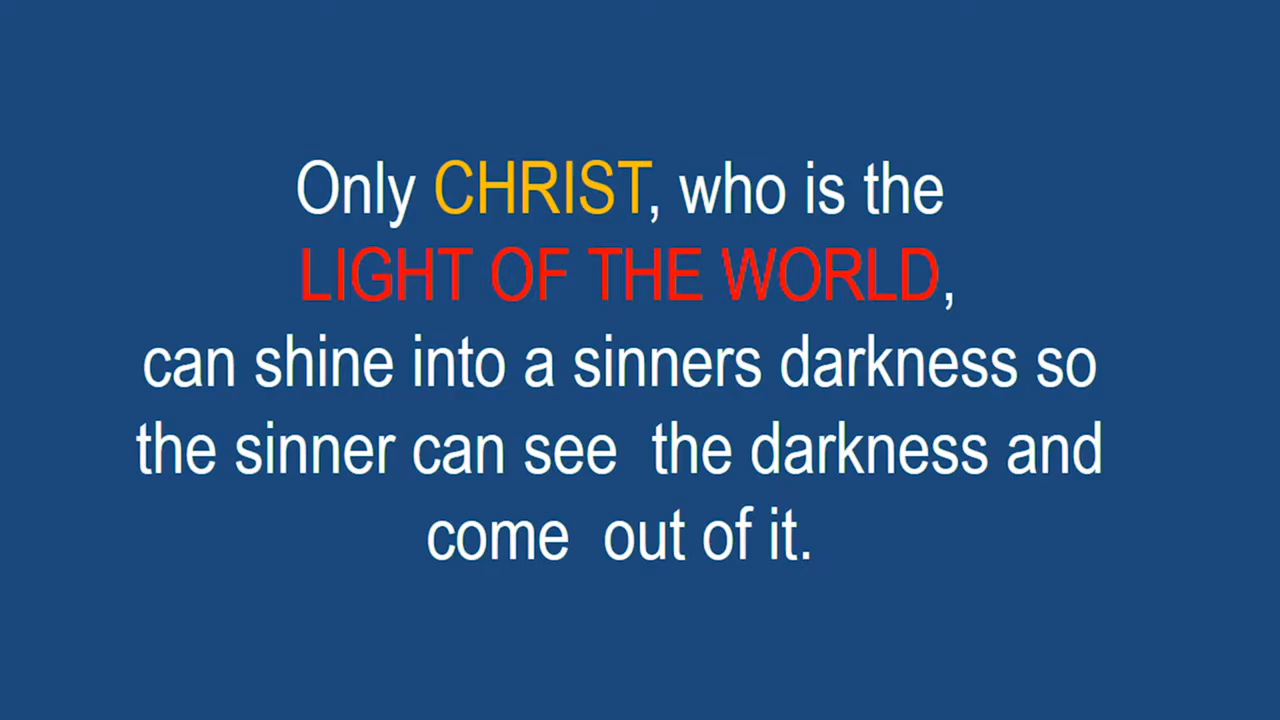 Only CHRIST, who is the
LIGHT OF THE WORLD,
can shine into a sinners darkness so
the sinner can see  the darkness and
come  out of it.